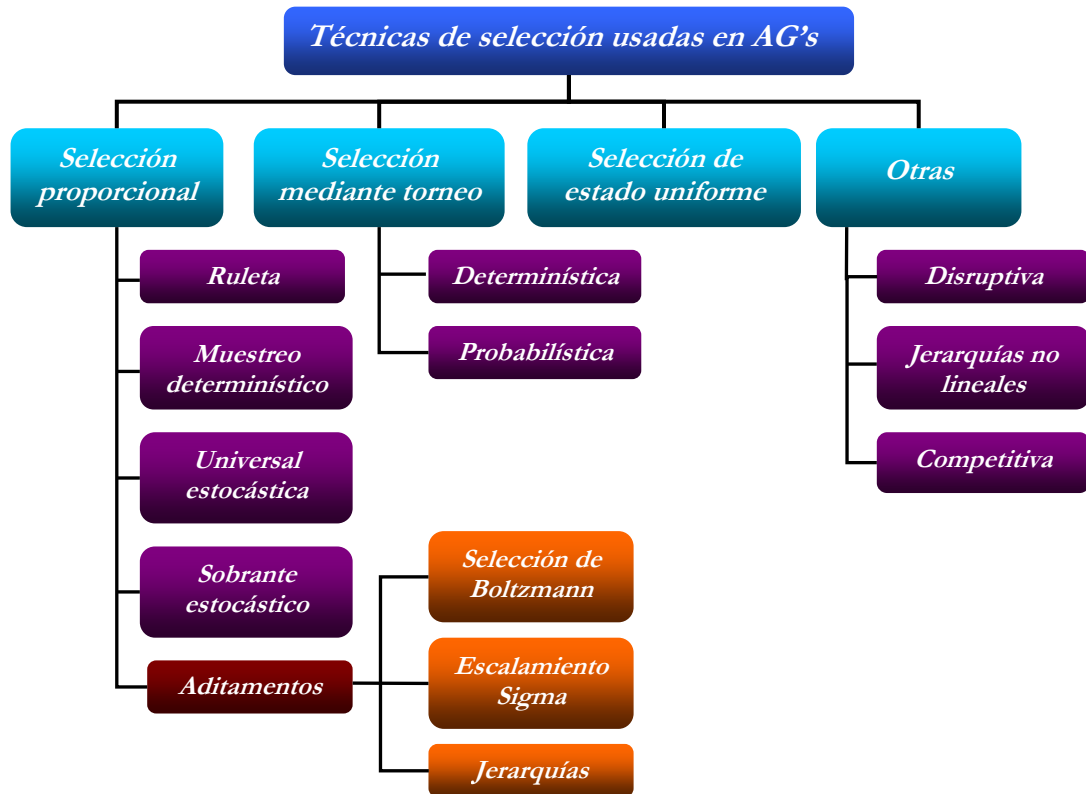 Técnicas de selección usadas en AG's
Selección
proporcional
Selección
mediante torneo
Selección de
estado uniforme
Otras
Ruleta
Muestreo
determinístico
Universal
estocástica
Sobrante
estocástico
Aditamentos
Selección de
Boltzmann
Escalamiento
Sigma
Jerarquías
Determinística
Probabilística
Disruptiva
Jerarquías no
lineales
Competitiva